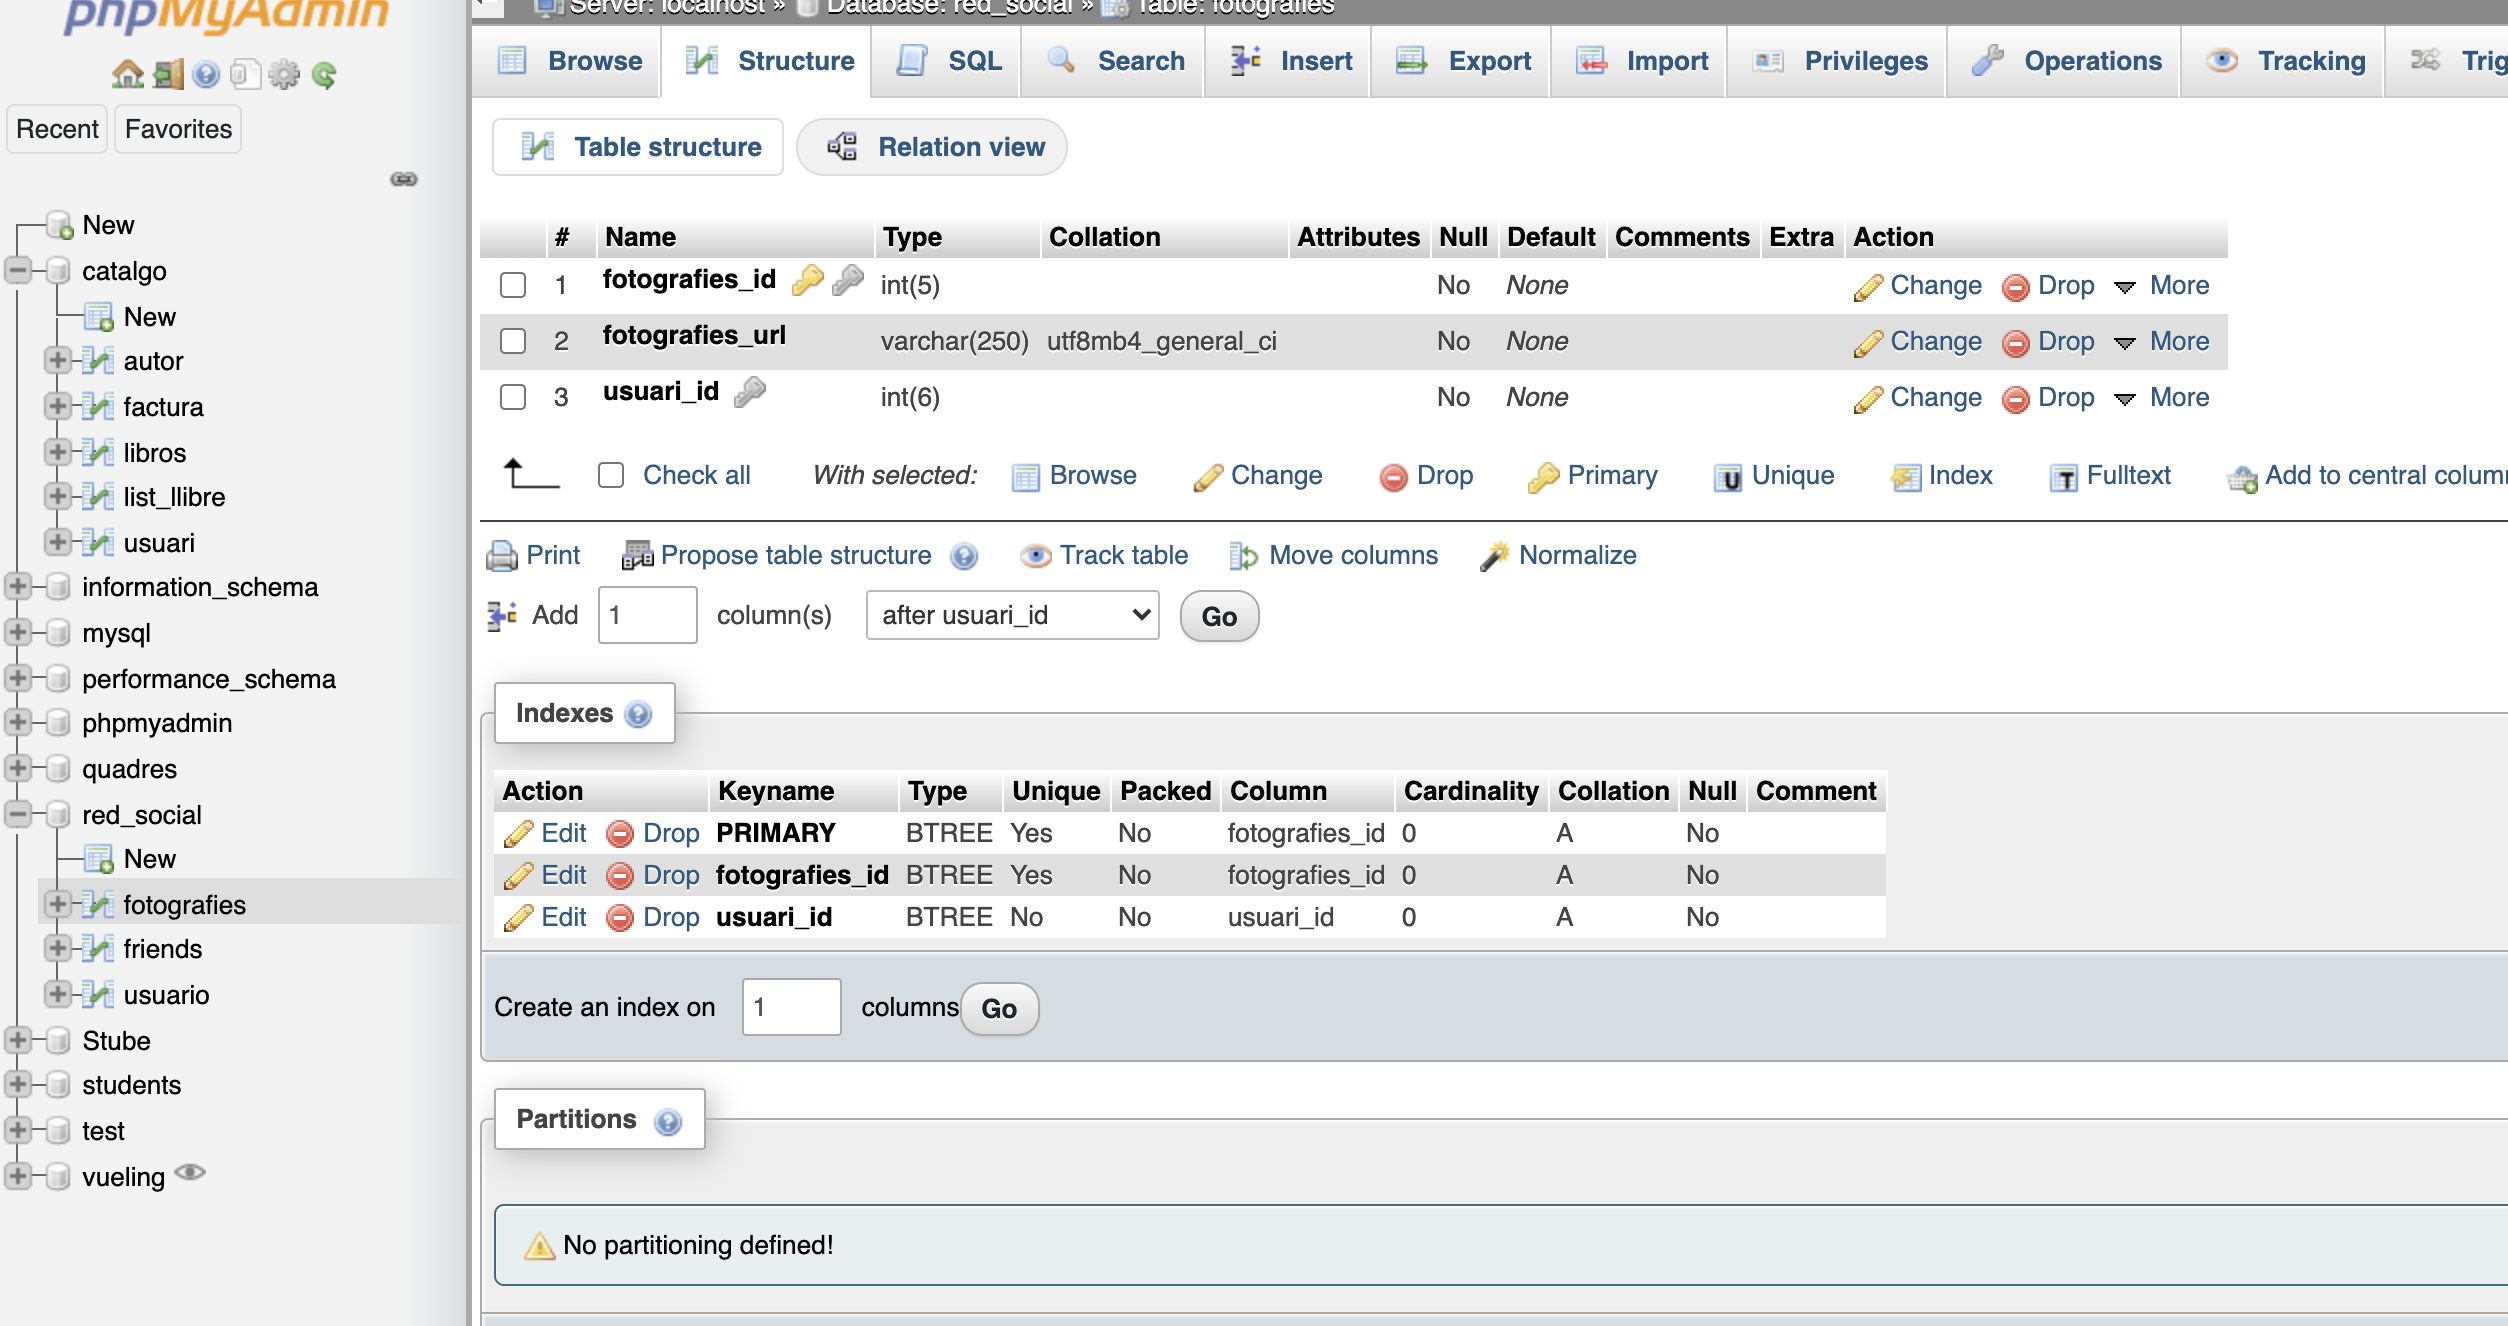 phpMyAdmin
Recent Favorites
New
catalgo
New
autor
factura
libros
list_llibre
usuari
information_schema
mysql
performance_schema
phpmyadmin
quadres
red_social
New
fotografies
friends
usuario
Stube
students
test
vueling
Server: localhost » Database: red_social » Table: fotografies
Browse Structure SQL Search Insert Export Import Privileges Operations Tracking Trig
Table structure Relation view
# Name Type Collation Attributes Null Default Comments Extra Action
1 fotografies_id int(5) No None Change Drop More
2 fotografies_url varchar(250) utf8mb4_general_ci No None Change Drop More
3 usuari_id int(6) No None Change Drop More
Check all With selected: Browse Change Drop Primary Unique Index Fulltext Add to central colum
Print Propose table structure Track table Move columns Normalize
Add 1 column(s) after usuari_id Go
Indexes
Action Keyname Type Unique Packed Column Cardinality Collation Null Comment
Edit Drop PRIMARY BTREE Yes No fotografies_id 0 A No
Edit Drop fotografies_id BTREE Yes No fotografies_id 0 A No
Edit Drop usuari_id BTREE No No usuari_id 0 A No
Create an index on 1 columns Go
Partitions
No partitioning defined!